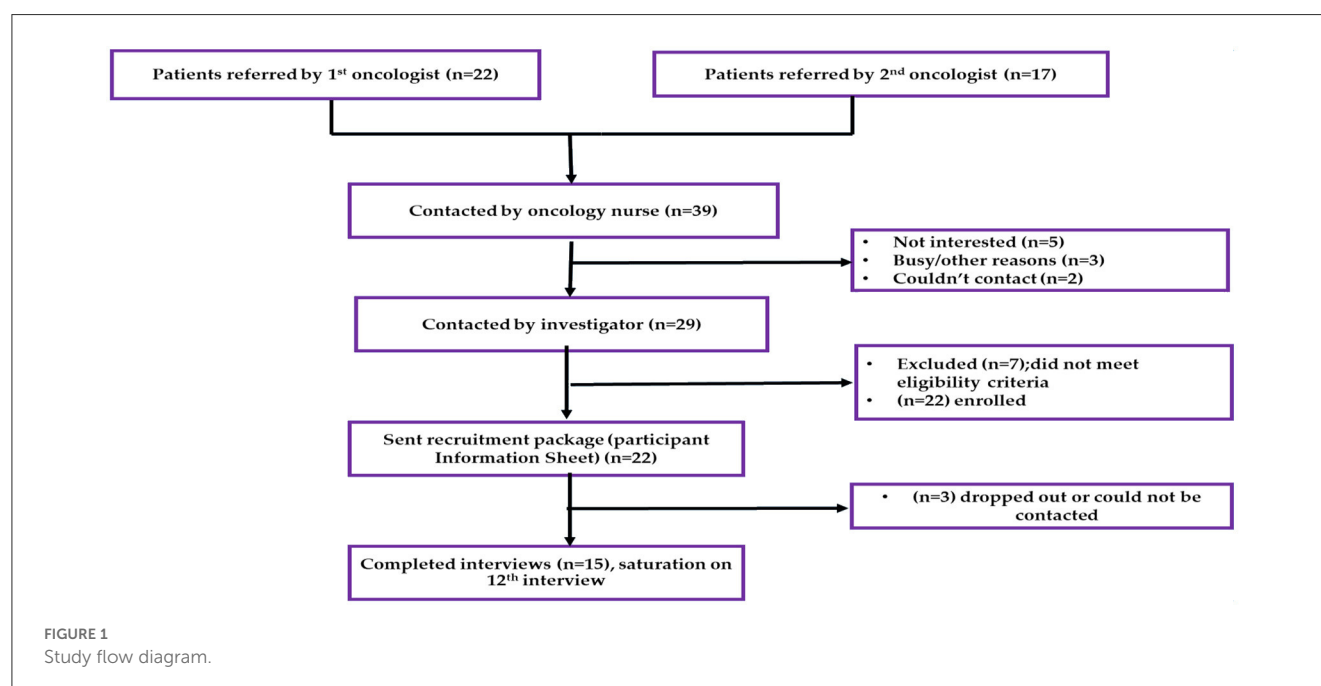 Patients referred by 1st oncologist (n=22)
Patients referred by 2nd oncologist (n=17)
Contacted by oncology nurse (n=39)
• Not interested (n=5)
• Busy/other reasons (n=3)
• Couldn't contact (n=2)
Contacted by investigator (n=29)
• Excluded (n=7);did not meet
eligibility criteria
• (n=22) enrolled
Sent recruitment package (participant
Information Sheet) (n=22)
• (n=3) dropped out or could not be
contacted
Completed interviews (n=15), saturation on
12th interview
FIGURE 1
Study flow diagram.